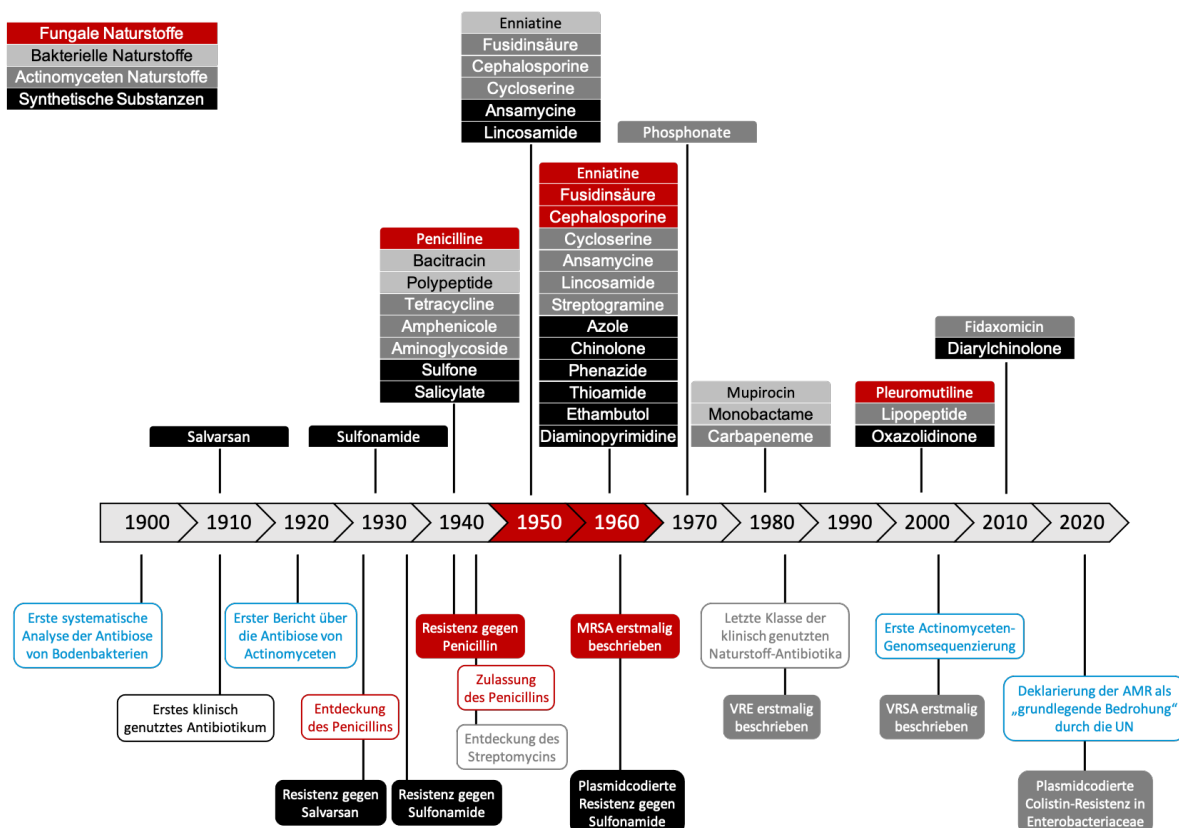 Fungale Naturstoffe
Bakterielle Naturstoffe
Actinomyceten Naturstoffe
Synthetische Substanzen
Enniatine
Fusidinsäure
Cephalosporine
Cycloserine
Ansamycine
Lincosamide
Phosphonate
Enniatine
Fusidinsäure
Cephalosporine
Cycloserine
Ansamycine
Lincosamide
Streptogramine
Azole
Chinolone
Phenazide
Thioamide
Ethambutol
Diaminopyrimidine
Penicilline
Bacitracin
Polypeptide
Tetracycline
Amphenicole
Aminoglycoside
Sulfone
Salicylate
Fidaxomicin
Diarylchinolone
Mupirocin
Monobactame
Carbapeneme
Pleuromutiline
Lipopeptide
Oxazolidinone
Salvarsan
Sulfonamide
1900 1910 1920 1930 1940 1950 1960 1970 1980 1990 2000 2010 2020
Erste systematische
Analyse der Antibiose
von Bodenbakterien
Erster Bericht über
die Antibiose von
Actinomyceten
Resistenz gegen
Penicillin
MRSA erstmalig
beschrieben
Letzte Klasse der
klinisch genutzten
Naturstoff-Antibiotika
Erste Actinomyceten-
Genomsequenzierung
Erstes klinisch
genutztes Antibiotikum
Entdeckung
des Penicillins
Zulassung
des Penicillins
Entdeckung des
Streptomycins
VRE erstmalig
beschrieben
VRSA erstmalig
beschrieben
Deklarierung der AMR als
„grundlegende Bedrohung"
durch die UN
Resistenz gegen
Salvarsan
Resistenz gegen
Sulfonamide
Plasmidcodierte
Resistenz gegen
Sulfonamide
Plasmidcodierte
Colistin-Resistenz in
Enterobacteriaceae